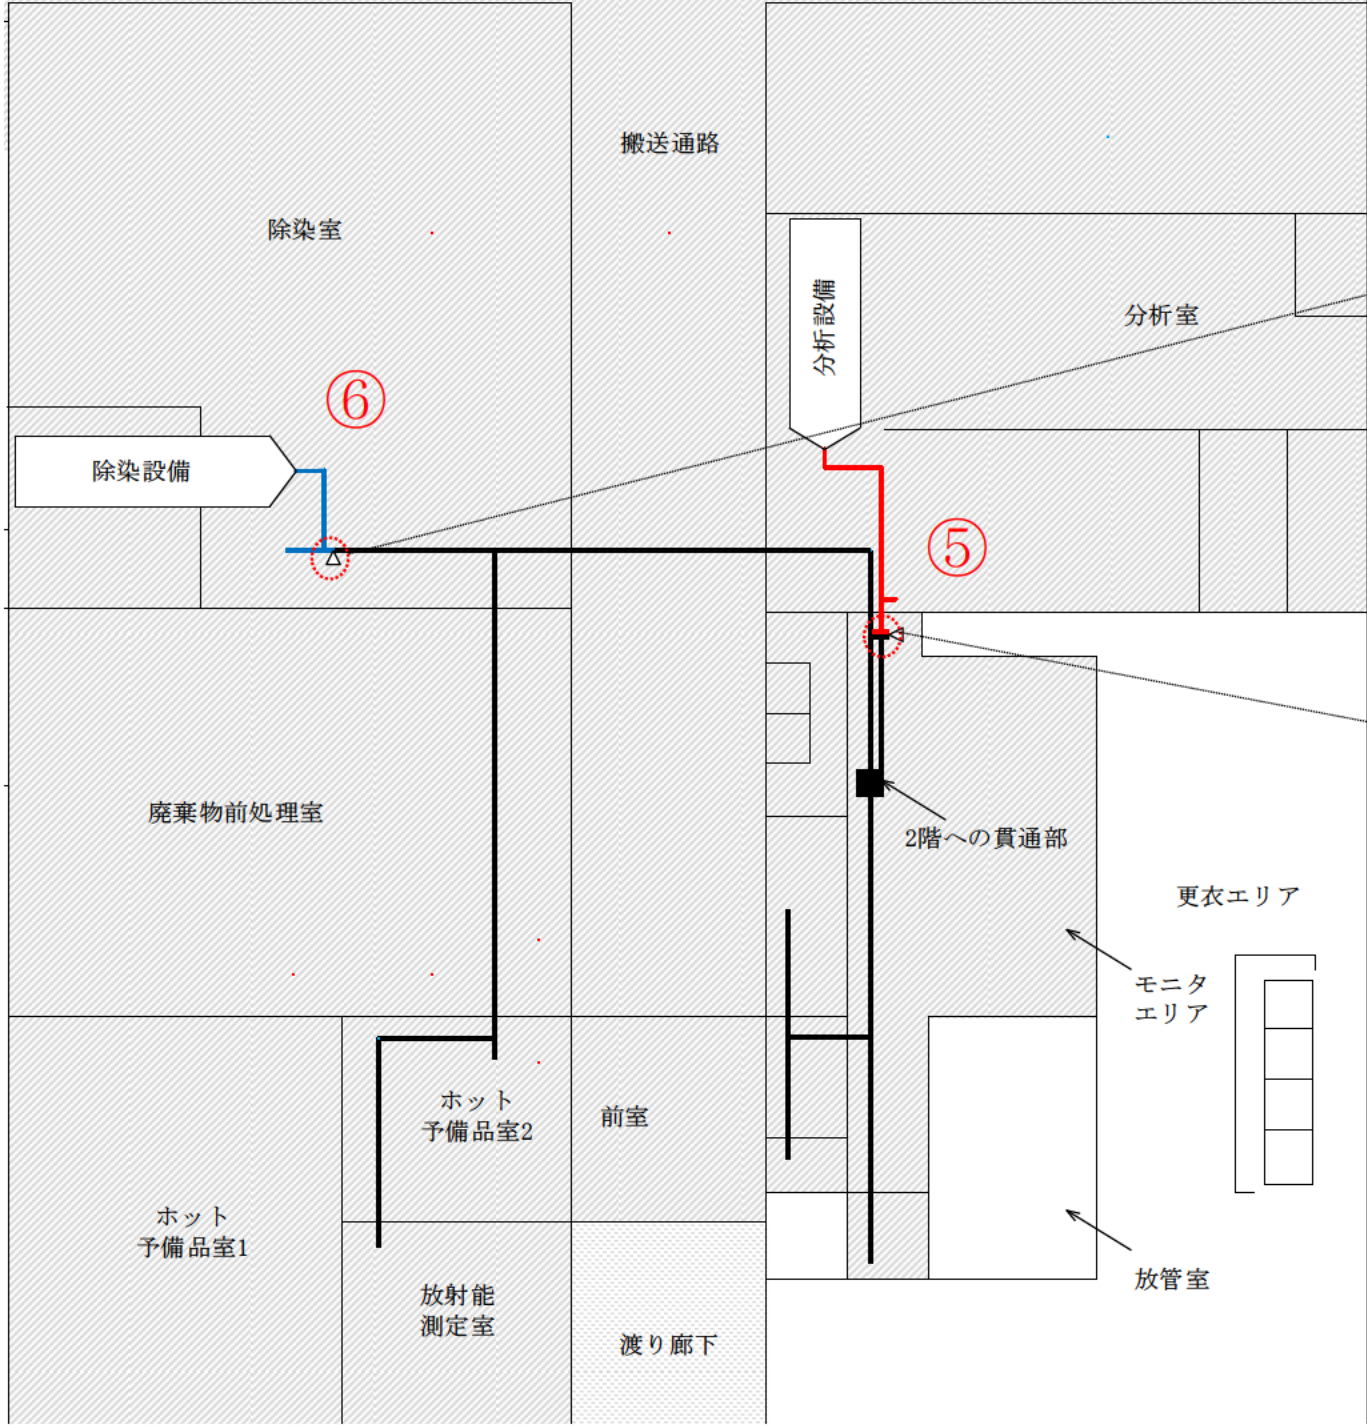 搬送通路
除染室
分析設備
分析室
⑥
除染設備
⑤
廃棄物前処理室
2階への貫通部
更衣エリア
モニタ
エリア
ホット
予備品室2
前室
ホット
予備品室1
放管室
放射能
測定室
渡り廊下